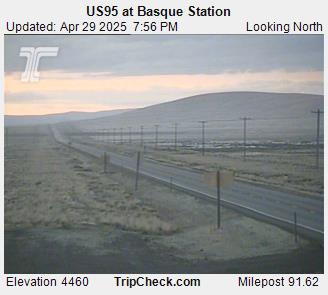 US95 at Basque Station
Updated: Apr 29 2025 7:56 PM Looking North
Elevation 4460 TripCheck.com Milepost 91.62